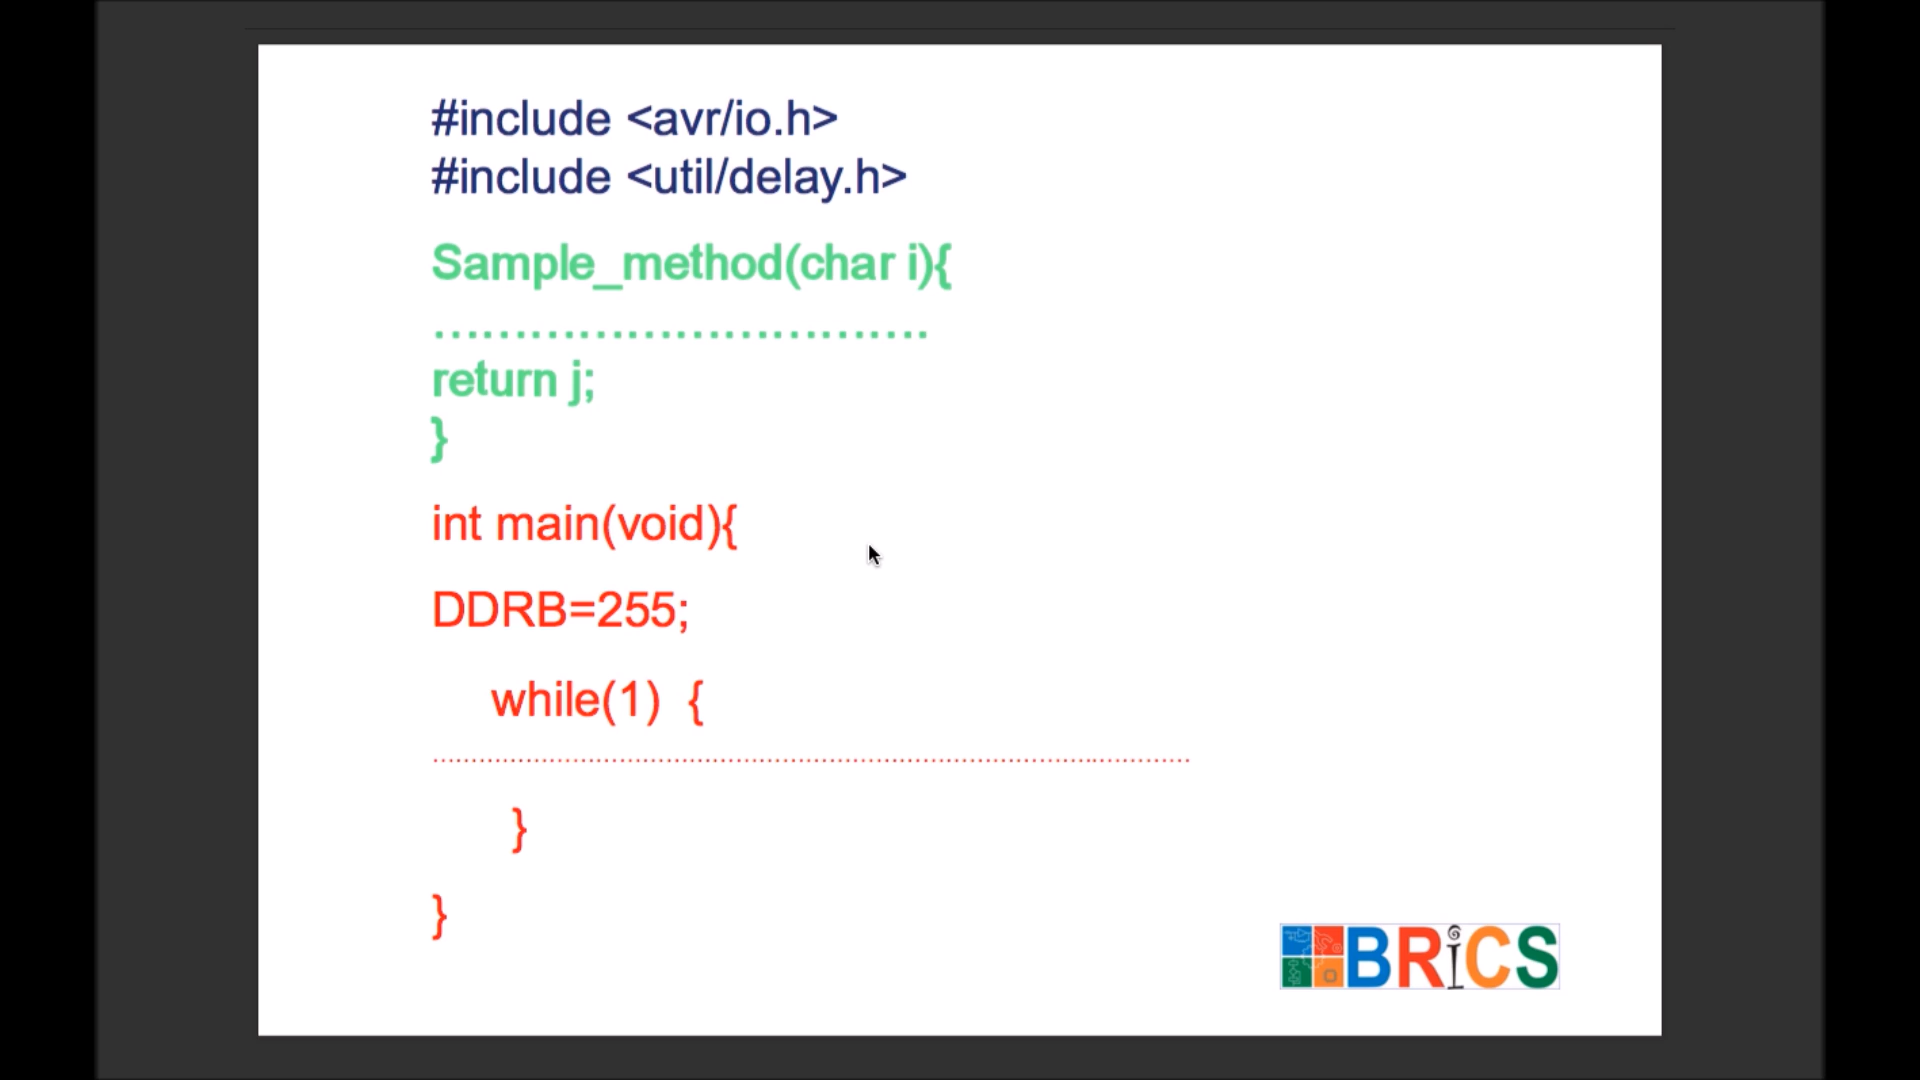 #include <avr/io.h>
#include <util/delay.h>
Sample_method(char i){
..............................
return j;
}
int main(void){
DDRB=255;
while(1) {
..........................................................................................
}
}
BRiCS